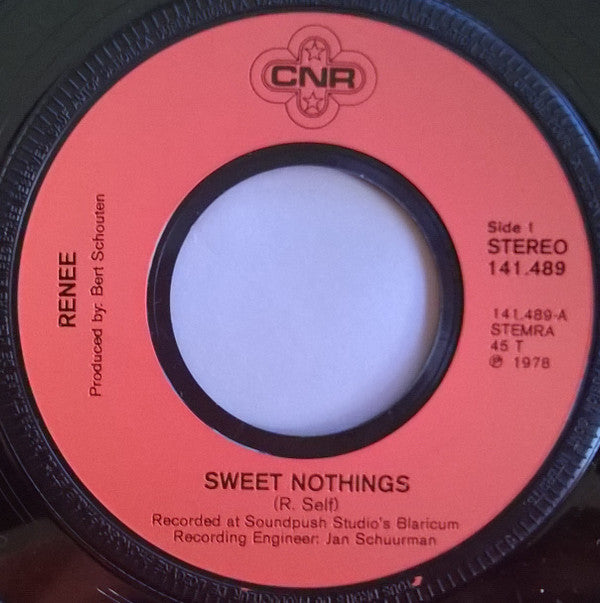 CNR
RENEE
Produced by: Bert Schouten
Side 1
STEREO
141.489
141.489-A
STEMRA
45 T
℗ 1978
SWEET NOTHINGS
(R. Self)
Recorded at Soundpush Studio's Blaricum
Recording Engineer: Jan Schuurman